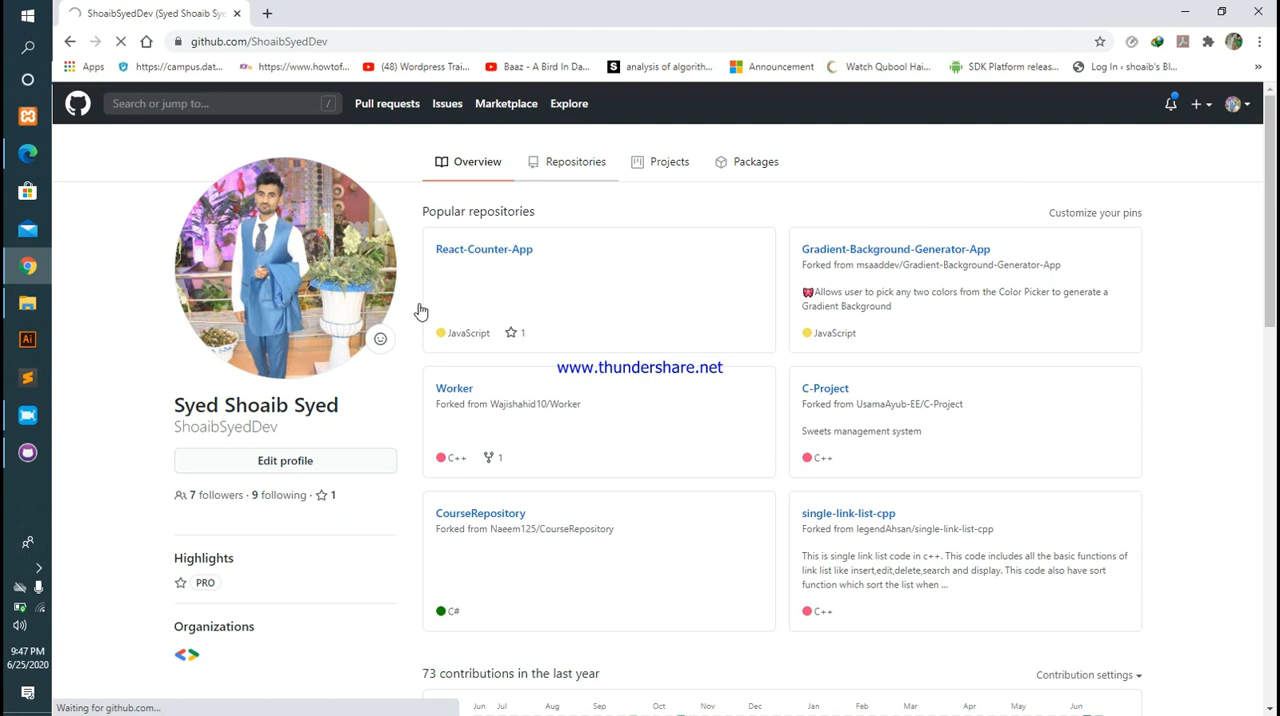 ShoaibSyedDev (Syed Shoaib Sy
github.com/ShoaibSyedDev
Apps
https://campus.dat...
https://www.howtof...
(48) Wordpress Trai...
Baaz - A Bird In Da...
analysis of algorith...
Announcement
Watch Qubool Hai...
SDK Platform releas...
Log In ‹ shoaib's Bl...
»
Search or jump to...
/
Pull requests
Issues
Marketplace
Explore
Overview
Repositories
Projects
Packages
Popular repositories
Customize your pins
React-Counter-App
JavaScript
1
Gradient-Background-Generator-App
Forked from msaaddev/Gradient-Background-Generator-App
Allows user to pick any two colors from the Color Picker to generate a
Gradient Background
JavaScript
www.thundershare.net
Worker
Forked from Wajishahid10/Worker
C++
1
C-Project
Forked from UsamaAyub-EE/C-Project
Sweets management system
C++
CourseRepository
Forked from Naeem125/CourseRepository
C#
single-link-list-cpp
Forked from legendAhsan/single-link-list-cpp
This is single link list code in c++. This code includes all the basic functions of
link list like insert,edit,delete,search and display. This code also have sort
function which sort the list when ...
C++
Syed Shoaib Syed
ShoaibSyedDev
Edit profile
7 followers · 9 following · 1
Highlights
PRO
Organizations
73 contributions in the last year
Contribution settings
Jun Jul Aug Sep Oct Nov Dec Jan Feb Mar Apr May Jun
Waiting for github.com...
Ai
9:47 PM
6/25/2020